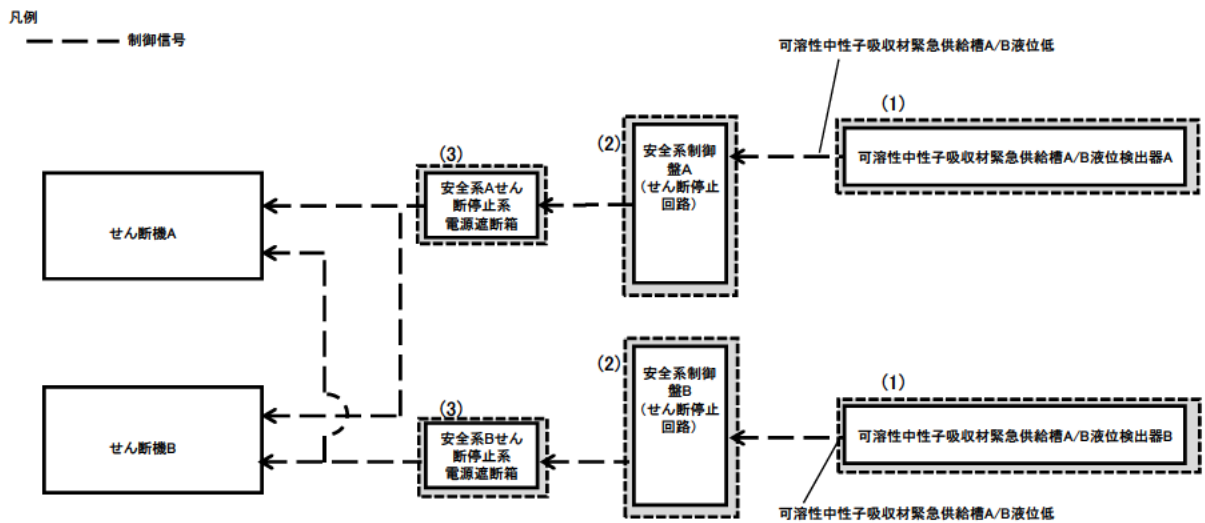 凡例
制御信号
可溶性中性子吸収材緊急供給槽A/B液位低
(1)
可溶性中性子吸収材緊急供給槽A/B液位検出器A
(2)
安全系制御
盤A
(せん断停止
回路)
(3)
安全系Aせん
断停止系
電源遮断箱
せん断機A
(1)
可溶性中性子吸収材緊急供給槽A/B液位検出器B
(2)
安全系制御
盤B
(せん断停止
回路)
(3)
安全系Bせん
断停止系
電源遮断箱
せん断機B
可溶性中性子吸収材緊急供給槽A/B液位低